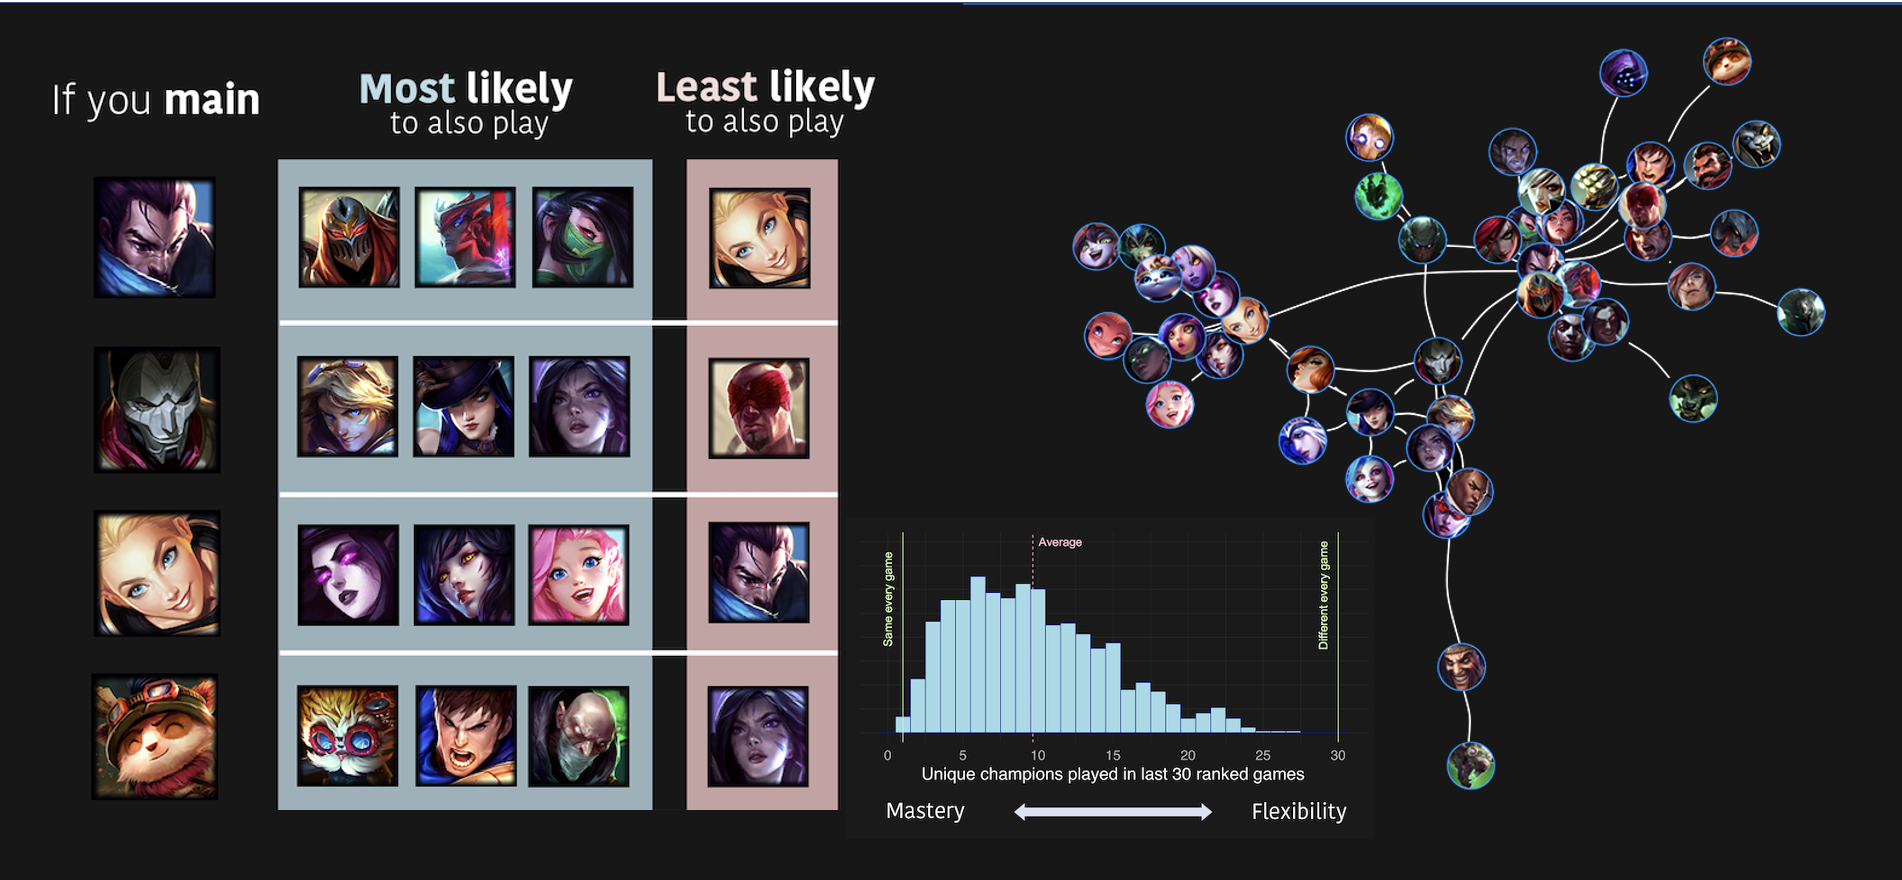 If you main
Most likely
to also play
Least likely
to also play
Same every game
Average
Different every game
0 5 10 15 20 25 30
Unique champions played in last 30 ranked games
Mastery
Flexibility